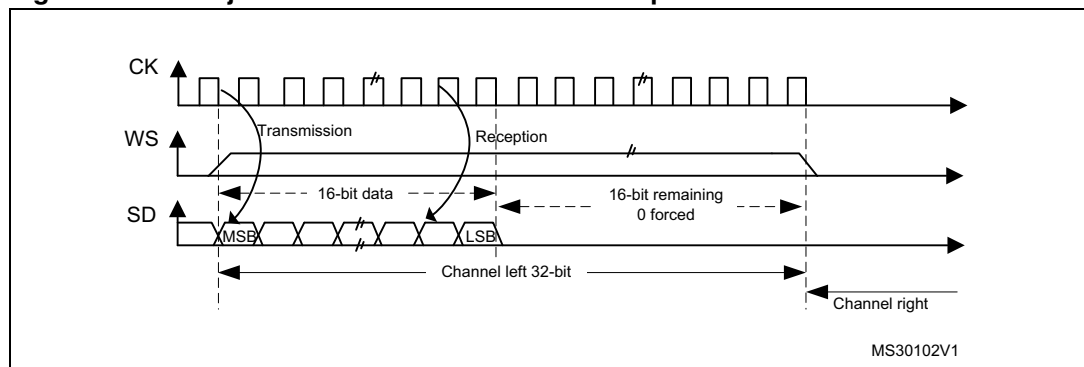 CK
Transmission
Reception
WS
16-bit data
16-bit remaining
0 forced
SD
MSB
LSB
Channel left 32-bit
Channel right
MS30102V1